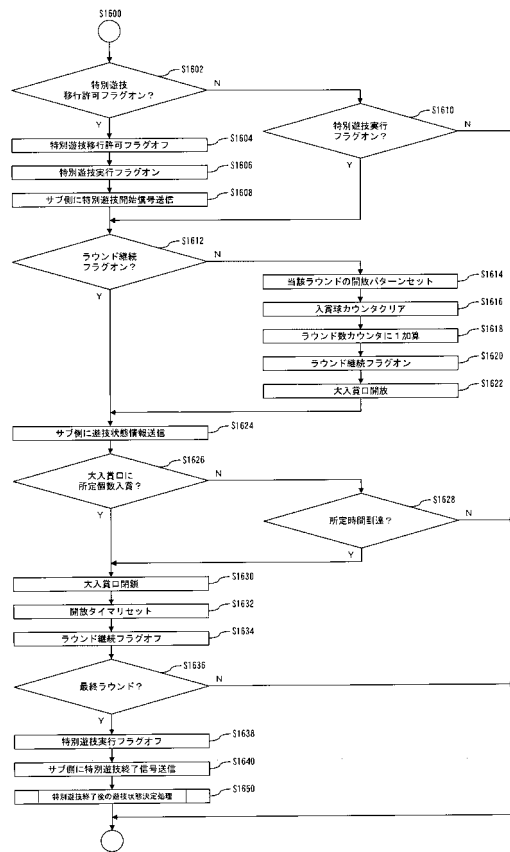 S1600
S1602
特別遊技
移行許可フラグオン?
N
Y
S1610
特別遊技実行
フラグオン?
N
Y
S1604
特別遊技移行許可フラグオフ
S1606
特別遊技実行フラグオン
S1608
サブ側に特別遊技開始信号送信
S1612
ラウンド継続
フラグオン?
N
Y
S1614
当該ラウンドの開放パターンセット
S1616
入賞球カウンタクリア
S1618
ラウンド数カウンタに1加算
S1620
ラウンド継続フラグオン
S1622
大入賞口開放
S1624
サブ側に遊技状態情報送信
S1626
大入賞口に
所定個数入賞?
N
Y
S1628
所定時間到達?
N
Y
S1630
大入賞口閉鎖
S1632
開放タイマリセット
S1634
ラウンド継続フラグオフ
S1636
最終ラウンド?
N
Y
S1638
特別遊技実行フラグオフ
S1640
サブ側に特別遊技終了信号送信
S1650
特別遊技終了後の遊技状態決定処理